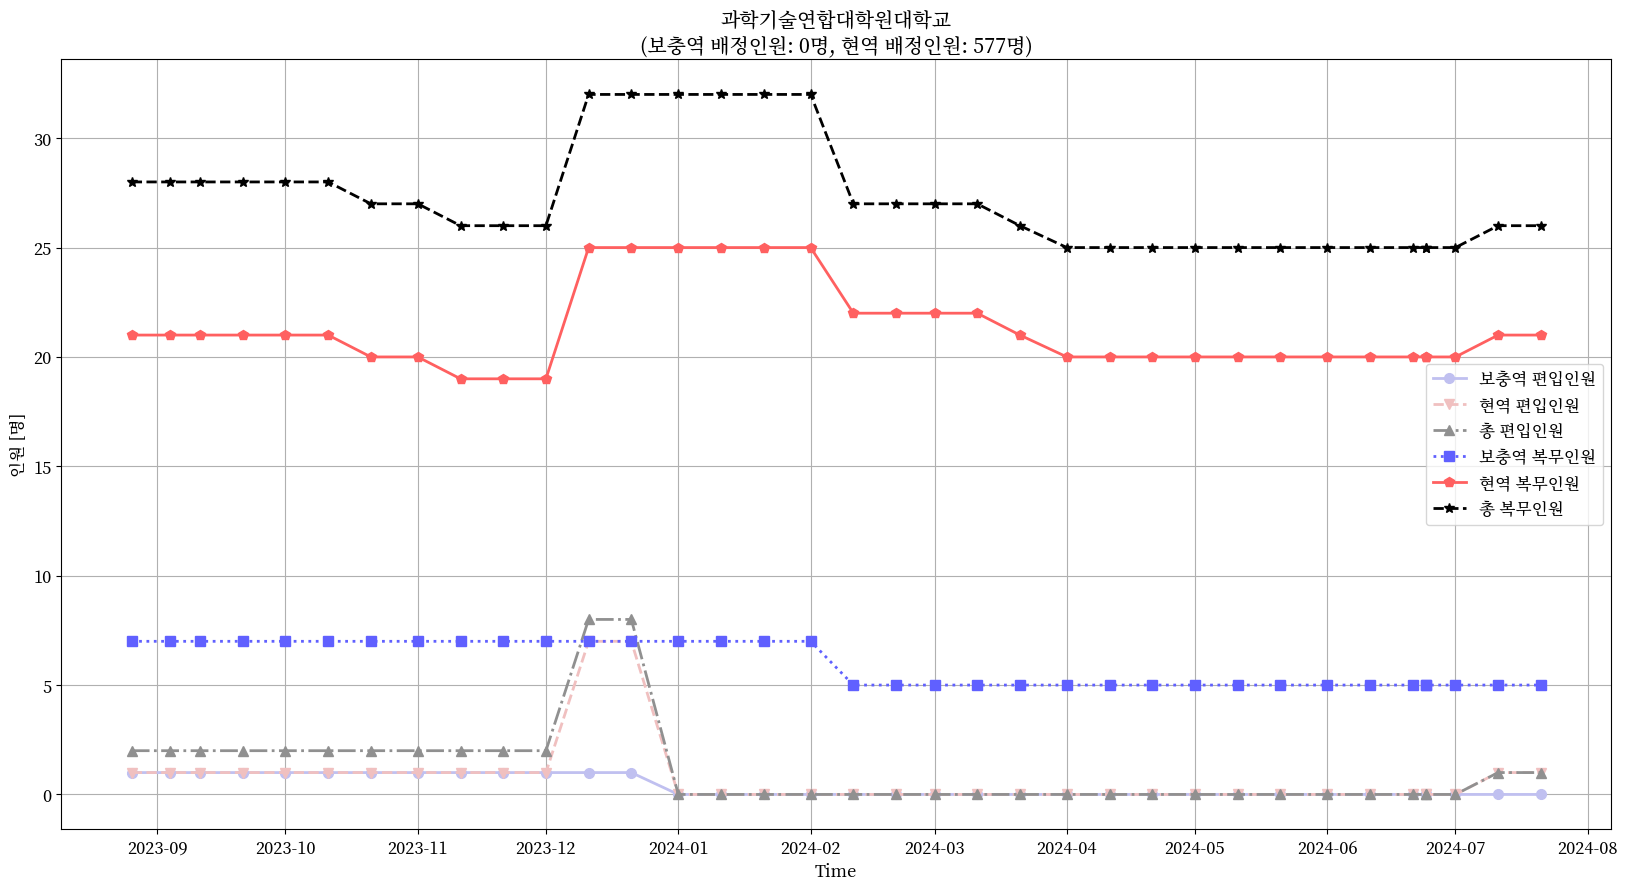 과학기술연합대학원대학교
(보충역 배정인원: 0명, 현역 배정인원: 577명)
인원 [명]
30
25
20
15
10
5
0
보충역 편입인원
현역 편입인원
총 편입인원
보충역 복무인원
현역 복무인원
총 복무인원
2023-09
2023-10
2023-11
2023-12
2024-01
2024-02
2024-03
2024-04
2024-05
2024-06
2024-07
2024-08
Time